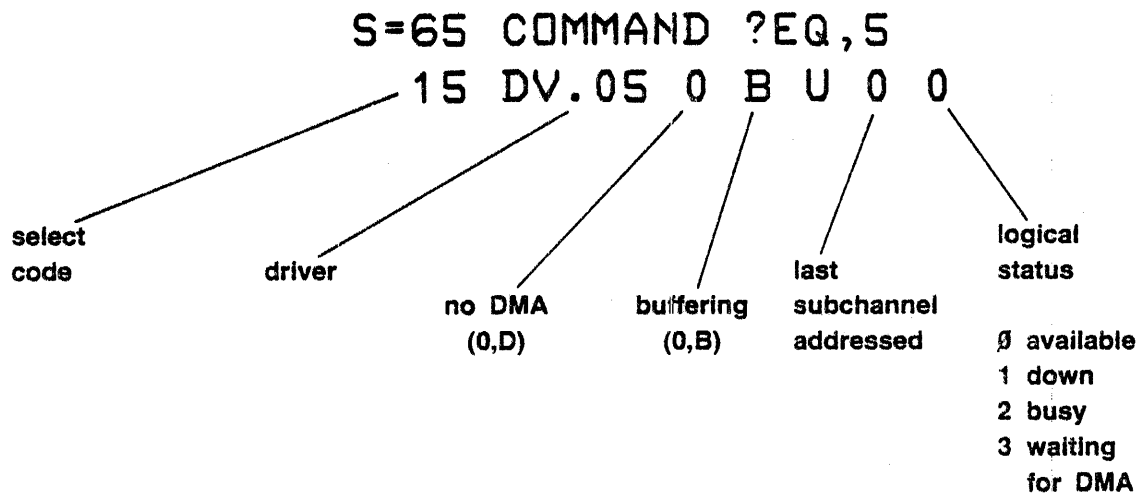 S=65 COMMAND ?EQ,5
15 DV.05 0 B U 0 0
select
code
driver
no DMA
(0,D)
buffering
(0,B)
last
subchannel
addressed
logical
status
Ø available
1 down
2 busy
3 waiting
for DMA